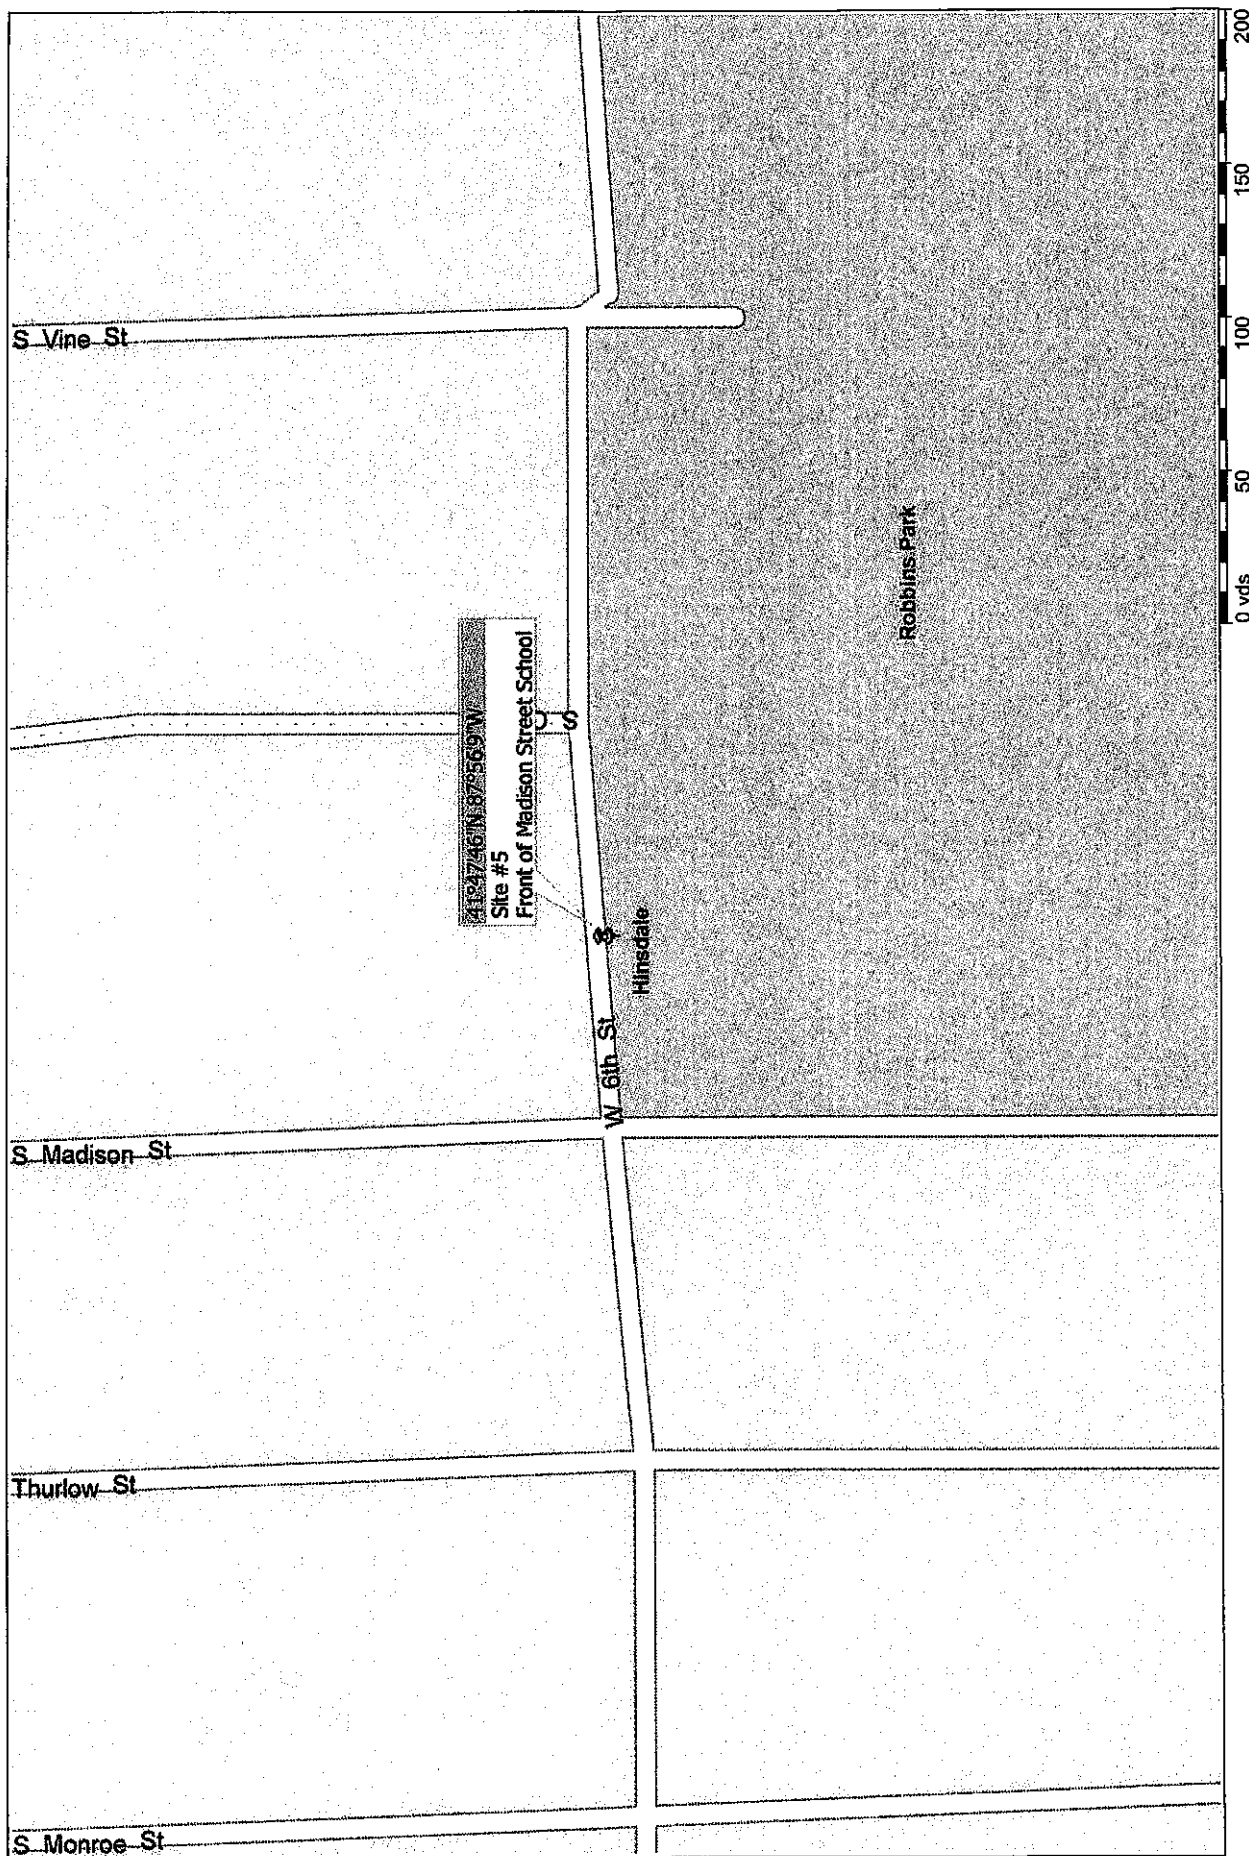 S Vine St
41°47'46"N 87°56'9"W
Site #5
Front of Madison Street School
S
Hinsdale
W 6th St
Robbins Park
S Madison St
Thurlow St
S Monroe St
0 yds
50
100
150
200